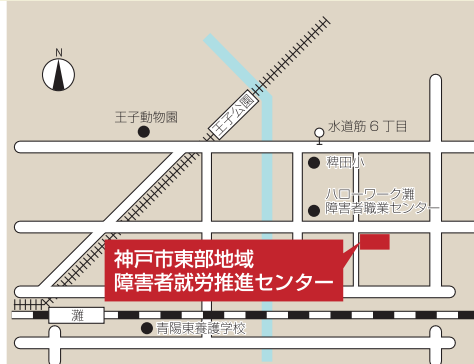 N
王子動物園
王子公園
水道筋6丁目
稗田小
ハローワーク灘
障害者職業センター
神戸市東部地域
障害者就労推進センター
灘
青陽東養護学校